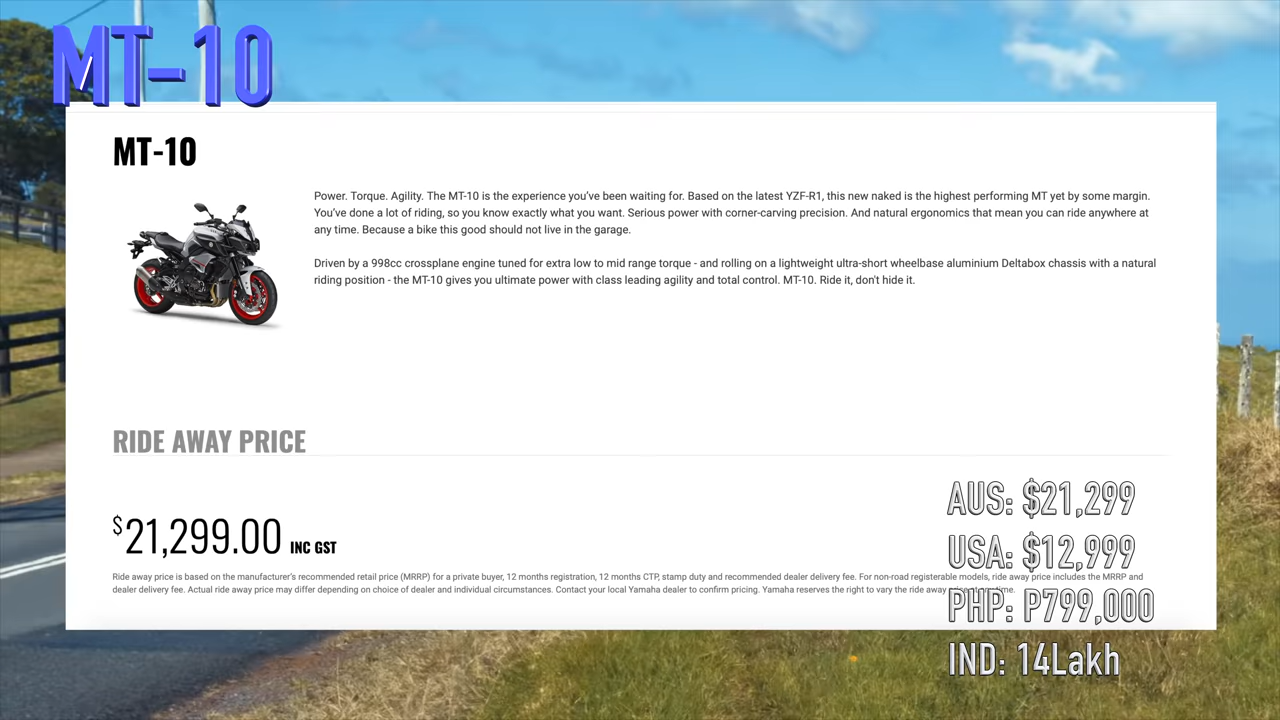 MT-10
MT-10
Power. Torque. Agility. The MT-10 is the experience you've been waiting for. Based on the latest YZF-R1, this new naked is the highest performing MT yet by some margin.
You've done a lot of riding, so you know exactly what you want. Serious power with corner-carving precision. And natural ergonomics that mean you can ride anywhere at
any time. Because a bike this good should not live in the garage.
Driven by a 998cc crossplane engine tuned for extra low to mid range torque - and rolling on a lightweight ultra-short wheelbase aluminium Deltabox chassis with a natural
riding position - the MT-10 gives you ultimate power with class leading agility and total control. MT-10. Ride it, don't hide it.
RIDE AWAY PRICE
$21,299.00 INC GST
Ride away price is based on the manufacturer's recommended retail price (MRRP) for a private buyer, 12 months registration, 12 months CTP, stamp duty and recommended dealer delivery fee. For non-road registerable models, ride away price includes the MRRP and
dealer delivery fee. Actual ride away price may differ depending on choice of dealer and individual circumstances. Contact your local Yamaha dealer to confirm pricing. Yamaha reserves the right to vary the ride away time.
AUS: $21,299
USA: $12,999
PHP: P799,000
IND: 14Lakh